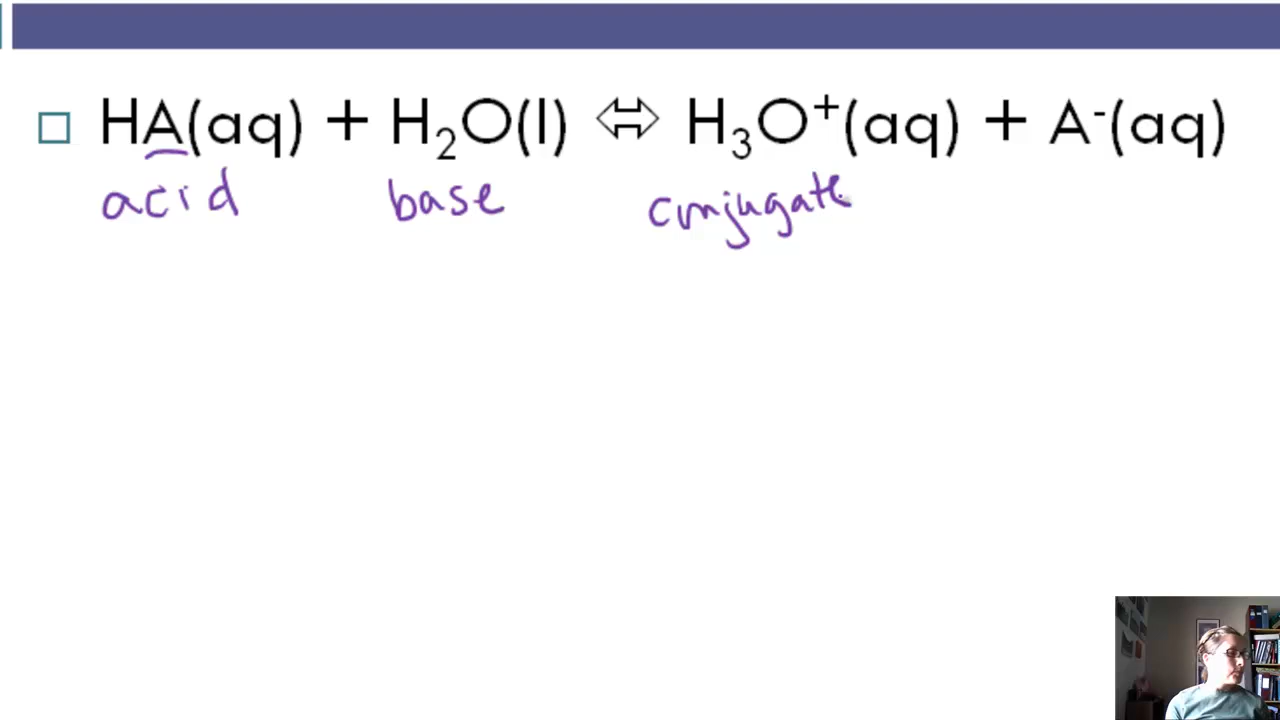 HA(aq) + H₂O(l) ⇔ H₃O⁺(aq) + A⁻(aq)
acid base conjugate